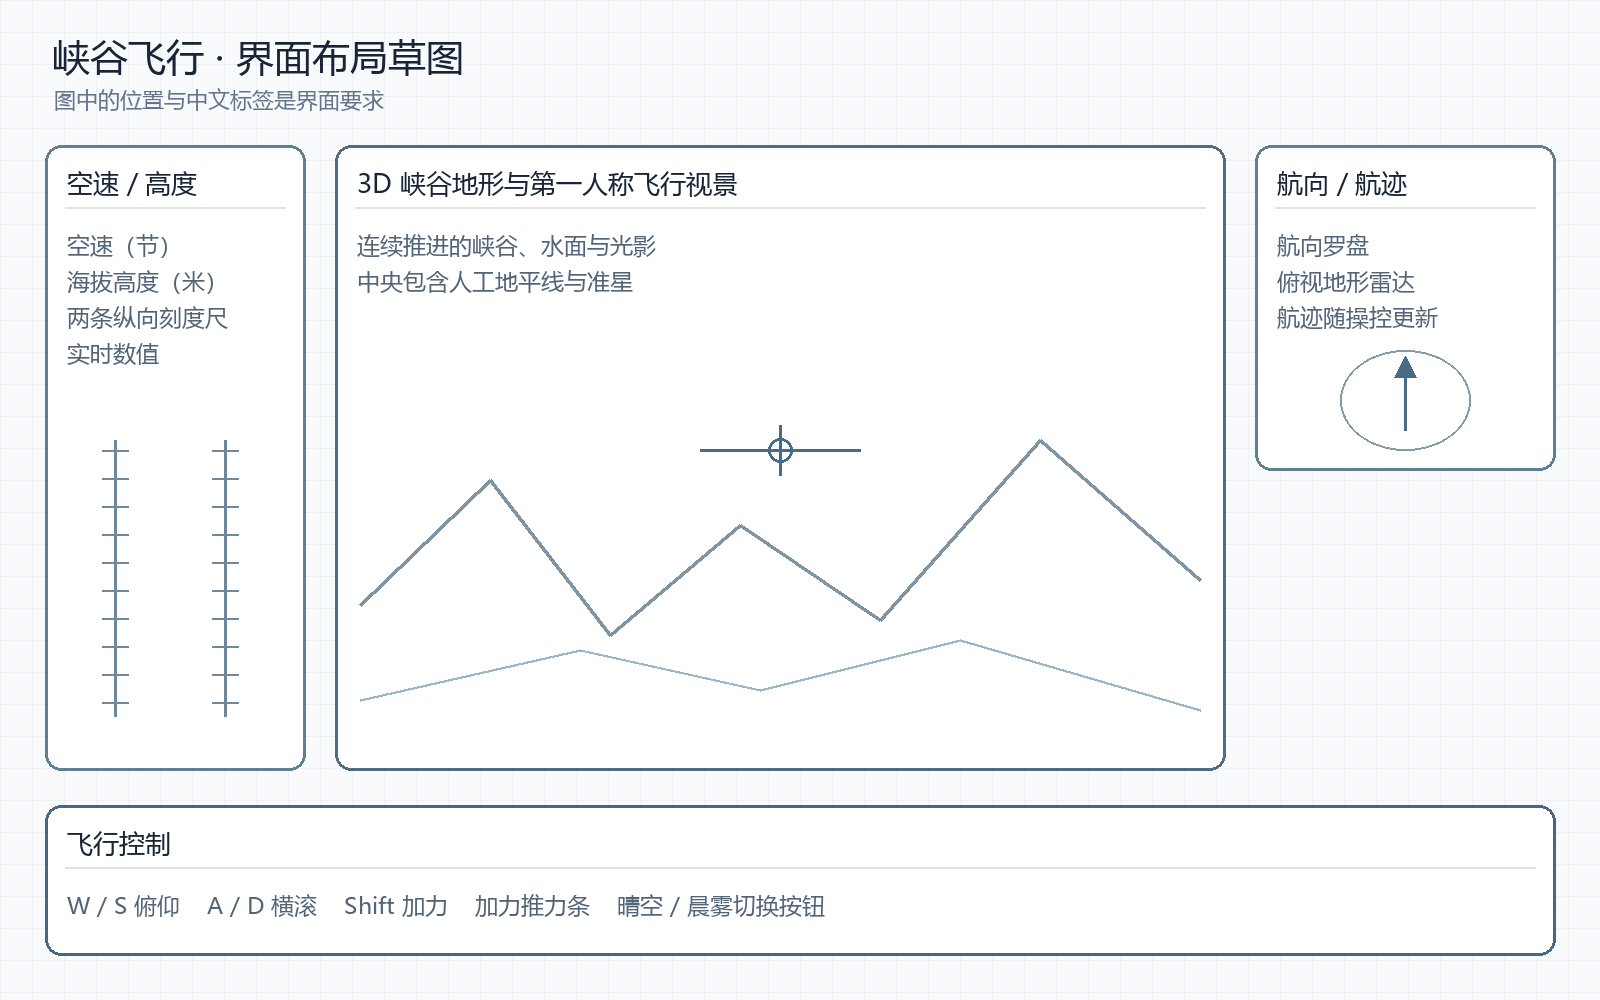 峡谷飞行 · 界面布局草图
图中的位置与中文标签是界面要求
空速 / 高度
空速（节）
海拔高度（米）
两条纵向刻度尺
实时数值
3D 峡谷地形与第一人称飞行视景
连续推进的峡谷、水面与光影
中央包含人工地平线与准星
航向 / 航迹
航向罗盘
俯视地形雷达
航迹随操控更新
飞行控制
W / S 俯仰 A / D 横滚 Shift 加力 加力推力条 晴空 / 晨雾切换按钮